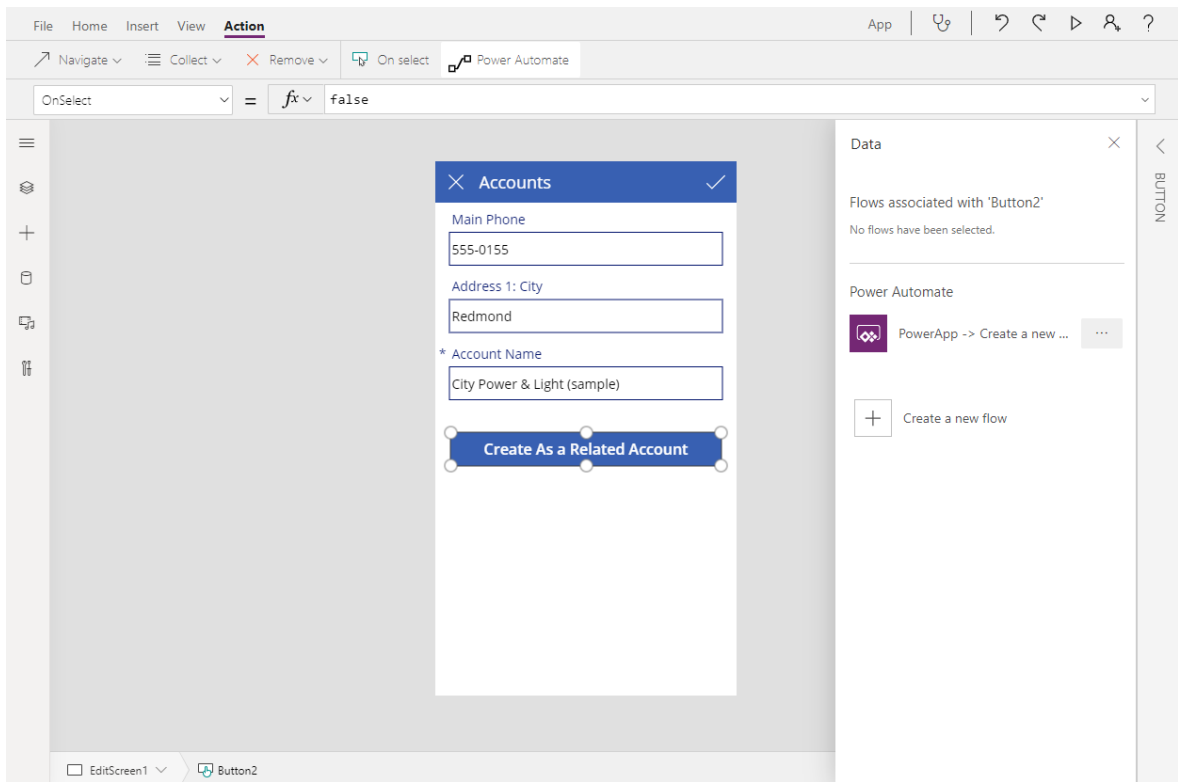 File Home Insert View Action App ?
Navigate Collect Remove On select Power Automate
OnSelect = fx false
Data
Accounts
BUTTON
Flows associated with 'Button2'
No flows have been selected.
Main Phone
555-0155
Address 1: City
Redmond
Power Automate
PowerApp -> Create a new ... ...
* Account Name
City Power & Light (sample)
Create a new flow
Create As a Related Account
EditScreen1 Button2